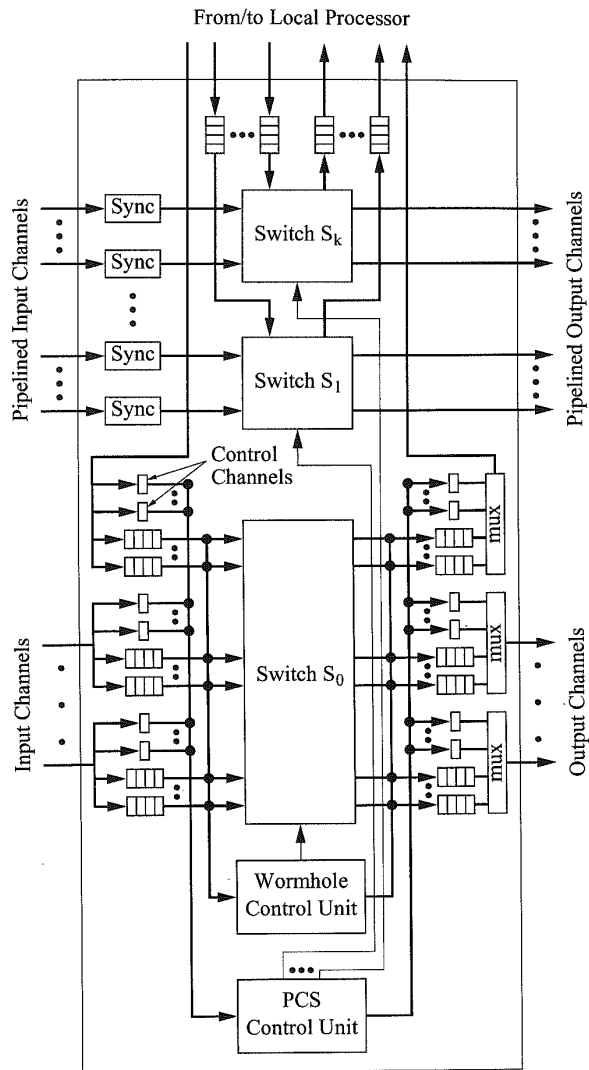 From/to Local Processor
Pipelined Input Channels
Pipelined Output Channels
Sync
Sync
Switch Sk
Sync
Sync
Switch S1
Control
Channels
mux
Input Channels
Output Channels
Switch S0
mux
mux
Wormhole
Control Unit
PCS
Control Unit